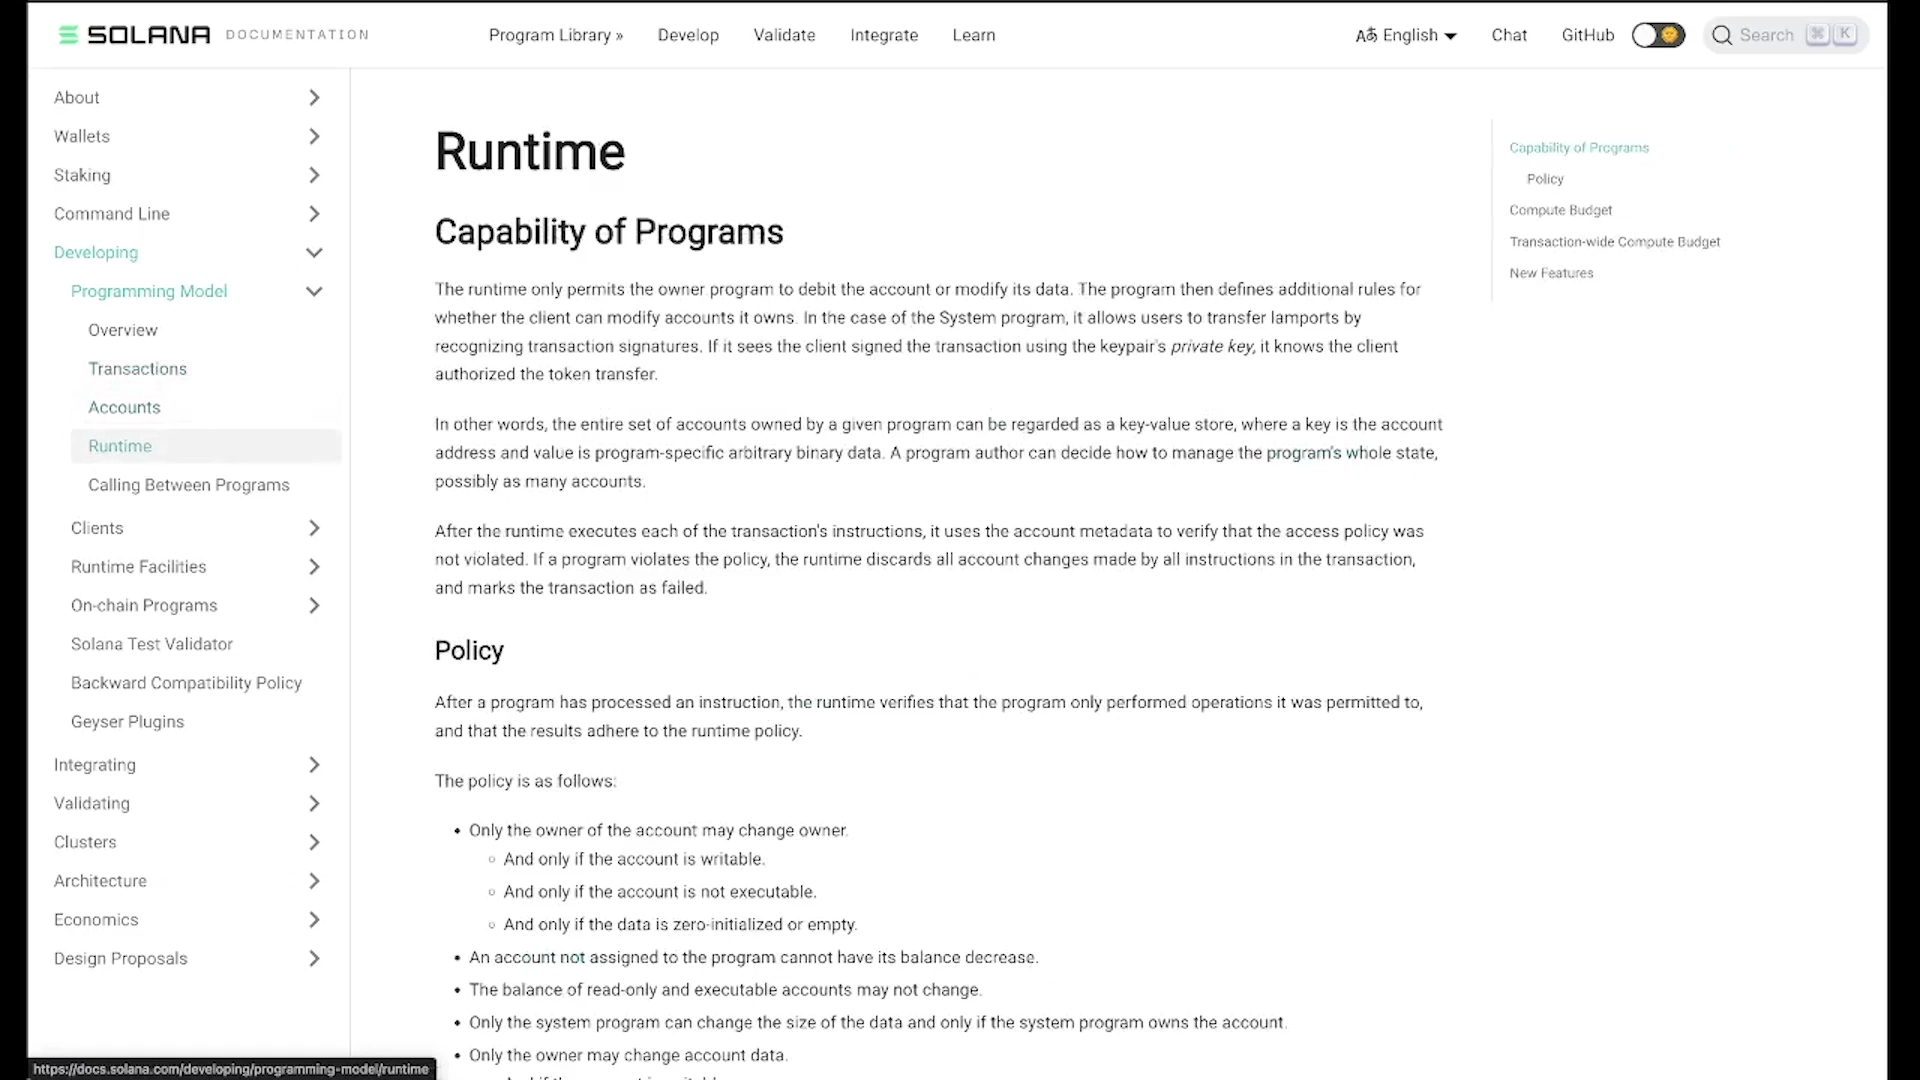 SOLANA DOCUMENTATION
Program Library »
Develop
Validate
Integrate
Learn
English
Chat
GitHub
Search ⌘ K
About
Wallets
Staking
Command Line
Developing
Programming Model
Overview
Transactions
Accounts
Runtime
Calling Between Programs
Clients
Runtime Facilities
On-chain Programs
Solana Test Validator
Backward Compatibility Policy
Geyser Plugins
Integrating
Validating
Clusters
Architecture
Economics
Design Proposals
Runtime
Capability of Programs
The runtime only permits the owner program to debit the account or modify its data. The program then defines additional rules for
whether the client can modify accounts it owns. In the case of the System program, it allows users to transfer lamports by
recognizing transaction signatures. If it sees the client signed the transaction using the keypair's private key, it knows the client
authorized the token transfer.
In other words, the entire set of accounts owned by a given program can be regarded as a key-value store, where a key is the account
address and value is program-specific arbitrary binary data. A program author can decide how to manage the program's whole state,
possibly as many accounts.
After the runtime executes each of the transaction's instructions, it uses the account metadata to verify that the access policy was
not violated. If a program violates the policy, the runtime discards all account changes made by all instructions in the transaction,
and marks the transaction as failed.
Policy
After a program has processed an instruction, the runtime verifies that the program only performed operations it was permitted to,
and that the results adhere to the runtime policy.
The policy is as follows:
• Only the owner of the account may change owner.
◦ And only if the account is writable.
◦ And only if the account is not executable.
◦ And only if the data is zero-initialized or empty.
• An account not assigned to the program cannot have its balance decrease.
• The balance of read-only and executable accounts may not change.
• Only the system program can change the size of the data and only if the system program owns the account.
• Only the owner may change account data.
Capability of Programs
Policy
Compute Budget
Transaction-wide Compute Budget
New Features
https://docs.solana.com/developing/programming-model/runtime